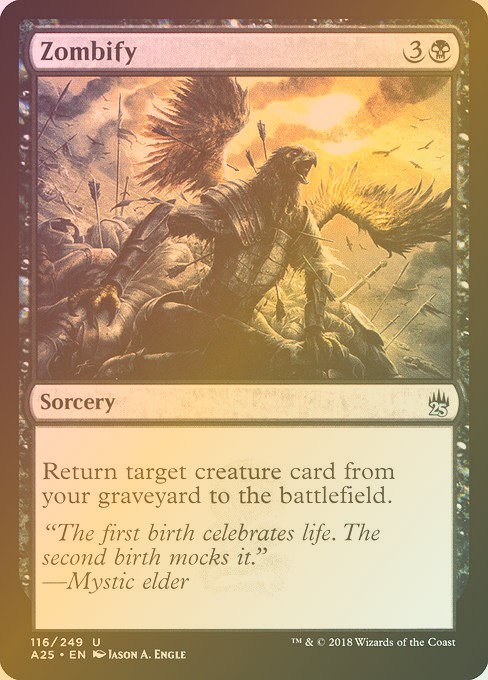 Zombify 3
Sorcery
25
Return target creature card from
your graveyard to the battlefield.
“The first birth celebrates life. The
second birth mocks it.”
—Mystic elder
116/249 U
™ & © 2018 Wizards of the Coast
A25 • EN Jason A. Engle